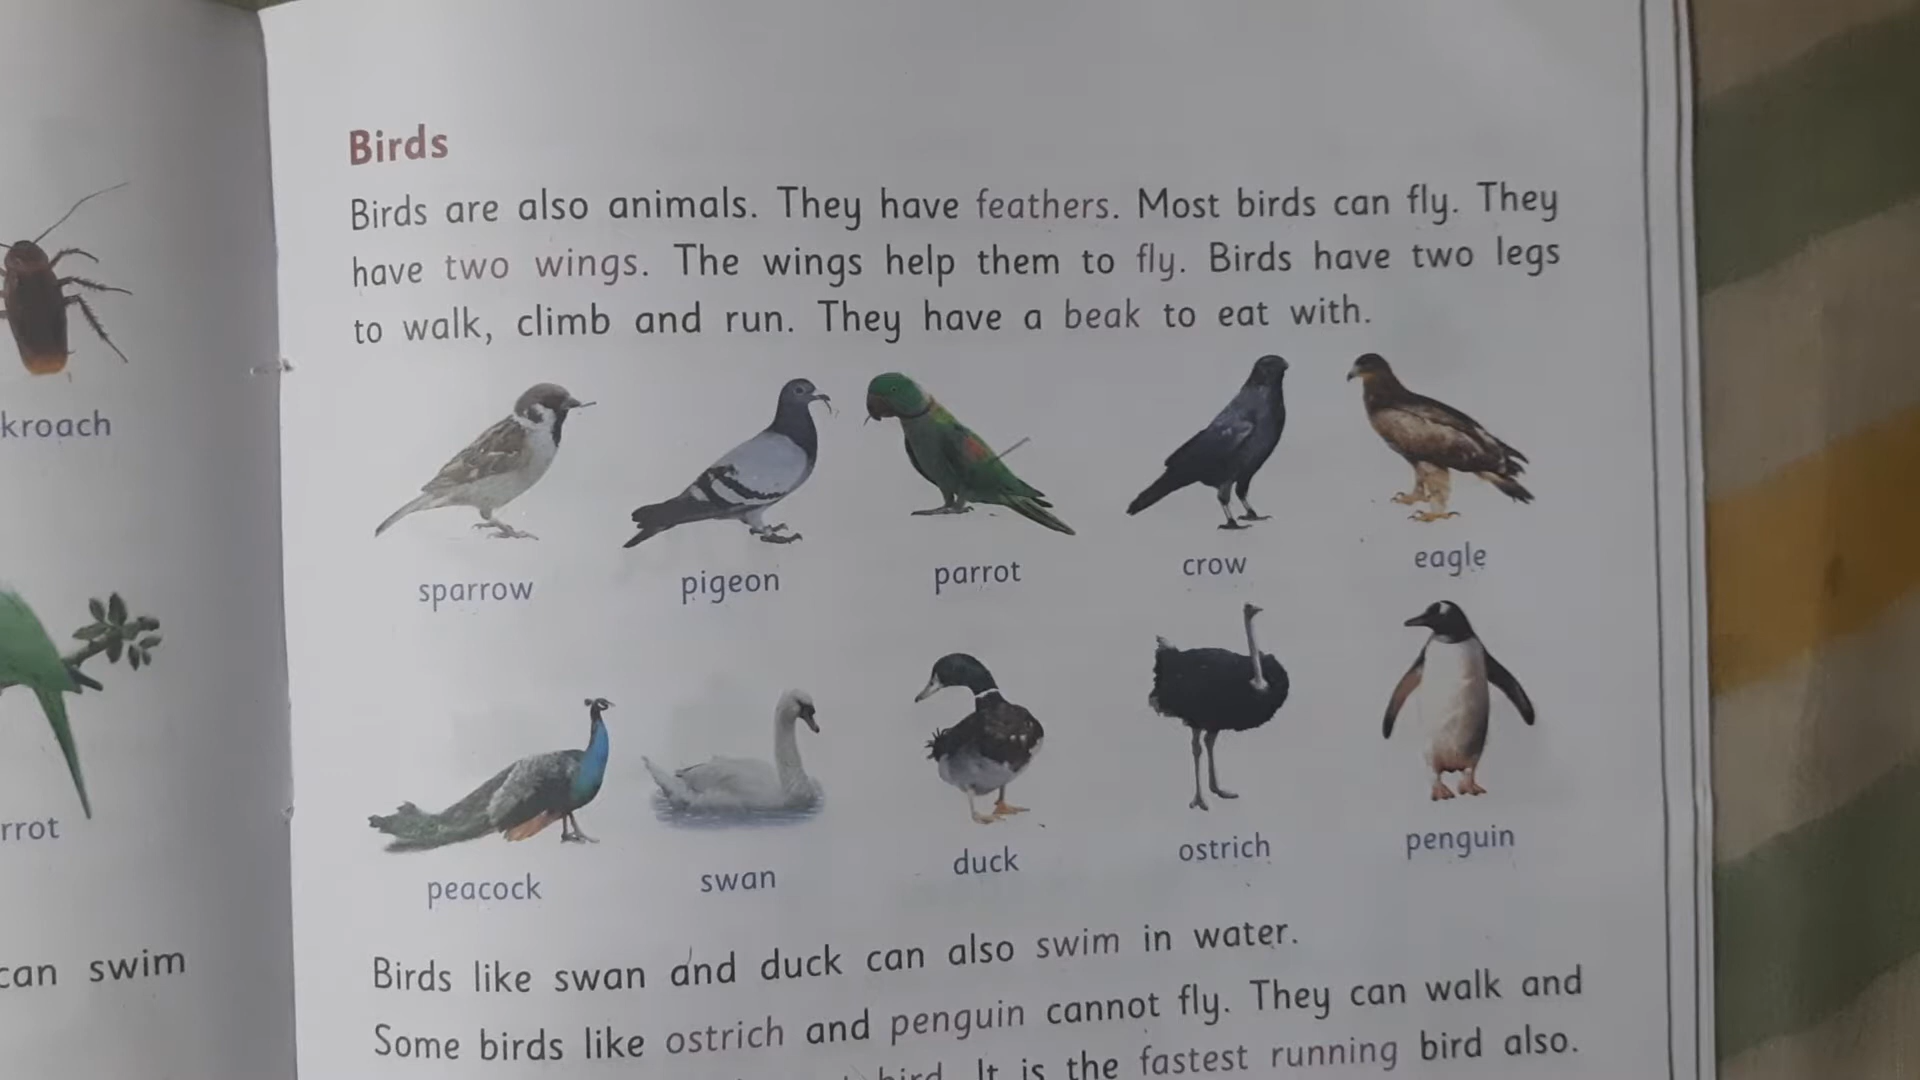 Birds
Birds are also animals. They have feathers. Most birds can fly. They
have two wings. The wings help them to fly. Birds have two legs
to walk, climb and run. They have a beak to eat with.
sparrow pigeon parrot crow eagle
peacock swan duck ostrich penguin
Birds like swan and duck can also swim in water.
Some birds like ostrich and penguin cannot fly. They can walk and
bird. It is the fastest running bird also.
kroach
rrot
can swim